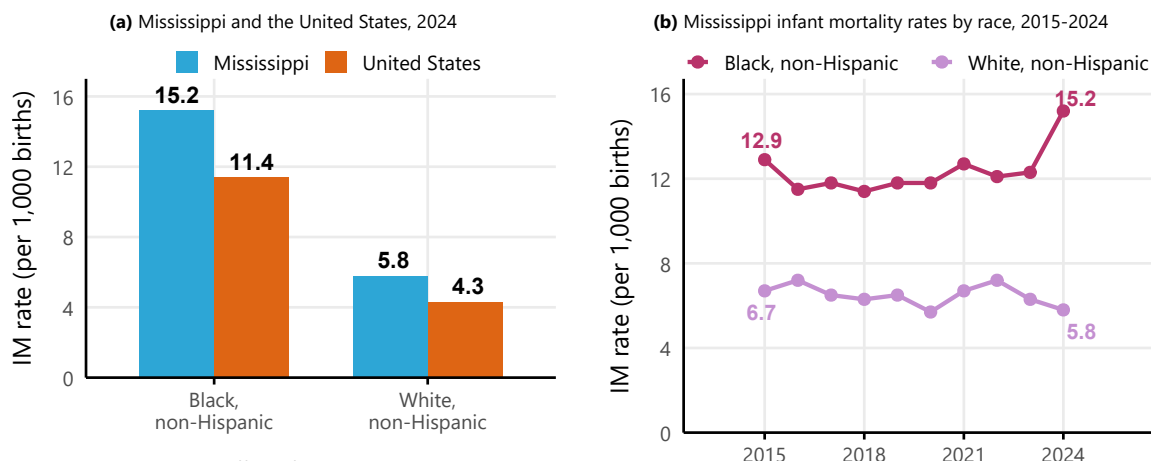 (a) Mississippi and the United States, 2024
Mississippi United States
IM rate (per 1,000 births)
16
12
8
4
0
15.2
11.4
5.8
4.3
Black,
non-Hispanic
White,
non-Hispanic
(b) Mississippi infant mortality rates by race, 2015-2024
Black, non-Hispanic White, non-Hispanic
IM rate (per 1,000 births)
16
12
8
4
0
12.9
15.2
6.7
5.8
2015 2018 2021 2024